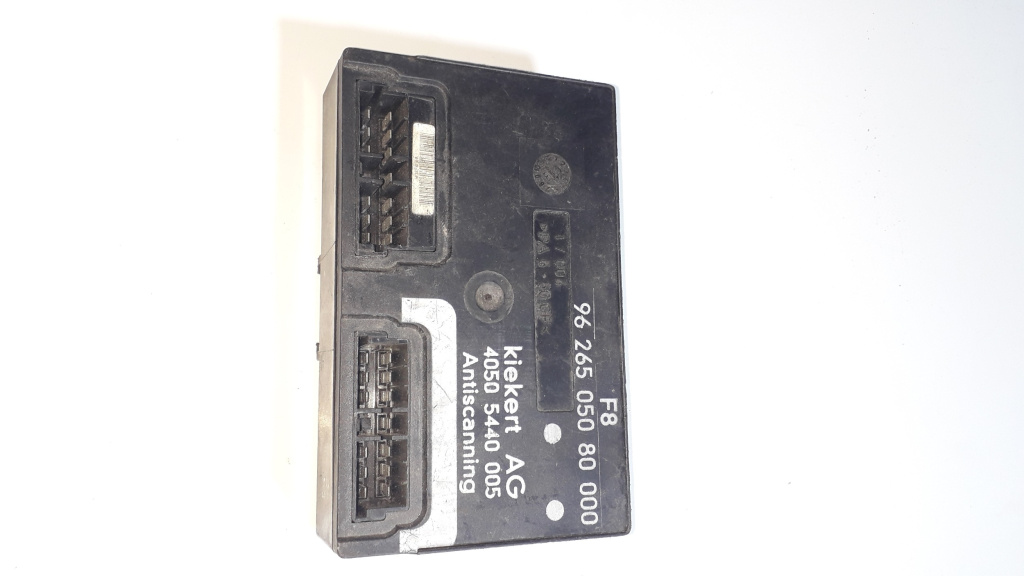 F8
96 265 050 80 000
kiekert AG
4050 5440 005
Antiscanning